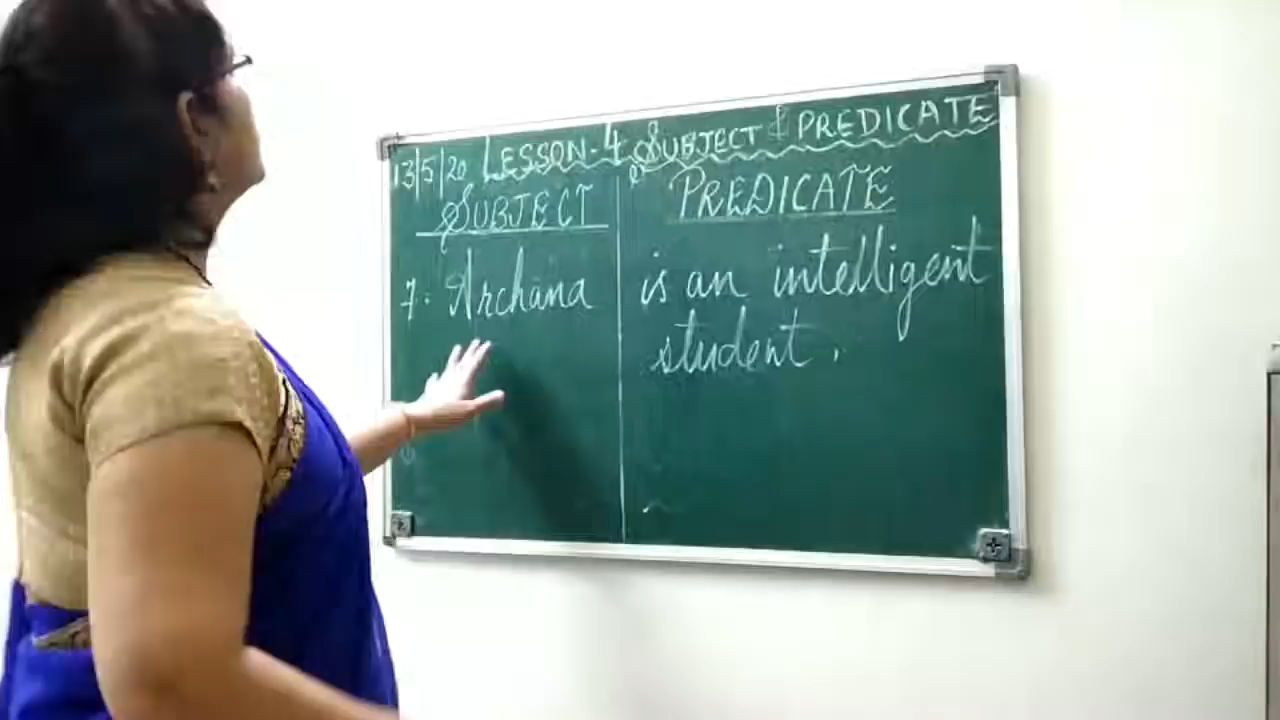 13/5/20 LESSON-4 SUBJECT & PREDICATE
SUBJECT PREDICATE
7. Archana is an intelligent
student.